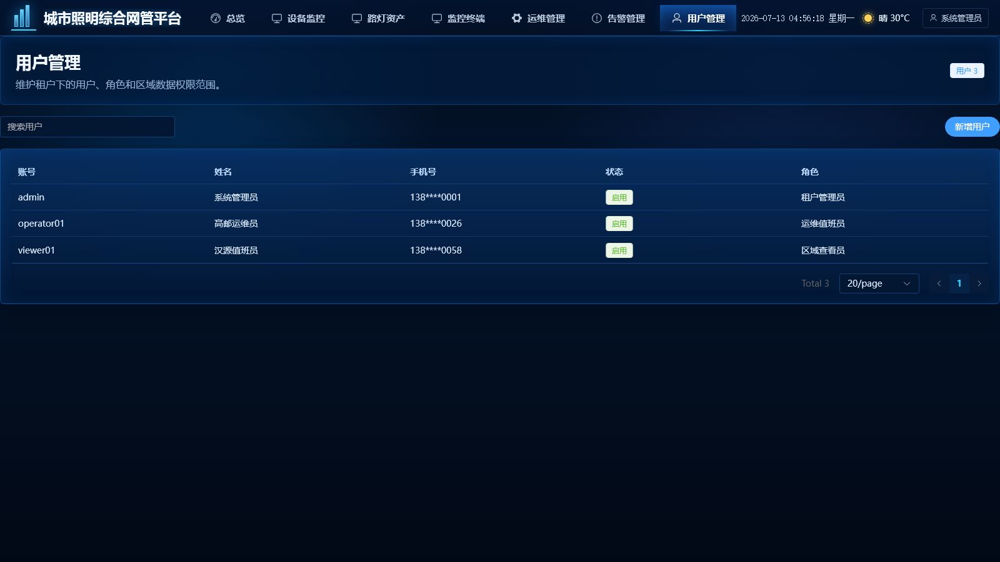 城市照明综合网管平台 总览 设备监控 路灯资产 监控终端 运维管理 告警管理 用户管理 2026-07-13 04:56:18 星期一 晴 30°C 系统管理员
用户管理
维护租户下的用户、角色和区域数据权限范围。
用户 3
搜索用户 新增用户
账号 姓名 手机号 状态 角色
admin 系统管理员 138****0001 启用 租户管理员
operator01 高邮运维员 138****0026 启用 运维值班员
viewer01 汉源值班员 138****0058 启用 区域查看员
Total 3 20/page 1